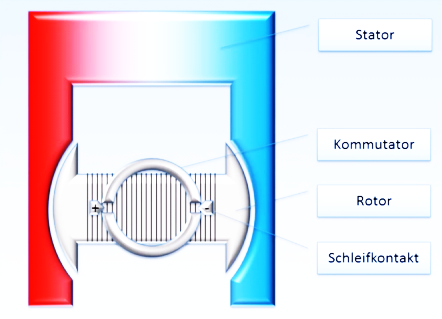 Stator
Kommutator
Rotor
+ -
Schleifkontakt